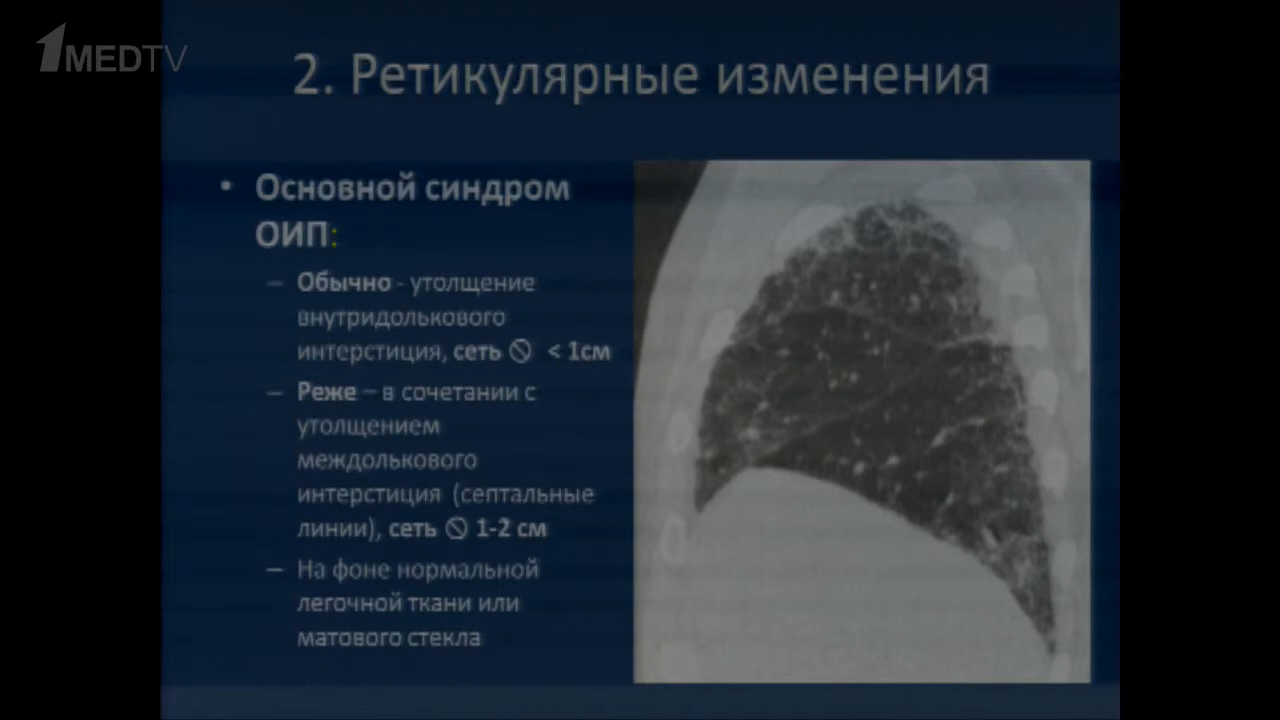 1MEDTV
2. Ретикулярные изменения
• Основной синдром
ОИП:
– Обычно - утолщение
внутридолькового
интерстиция, сеть ⃠ < 1см
– Реже – в сочетании с
утолщением
междолькового
интерстиция (септальные
линии), сеть ⃠ 1-2 см
– На фоне нормальной
легочной ткани или
матового стекла